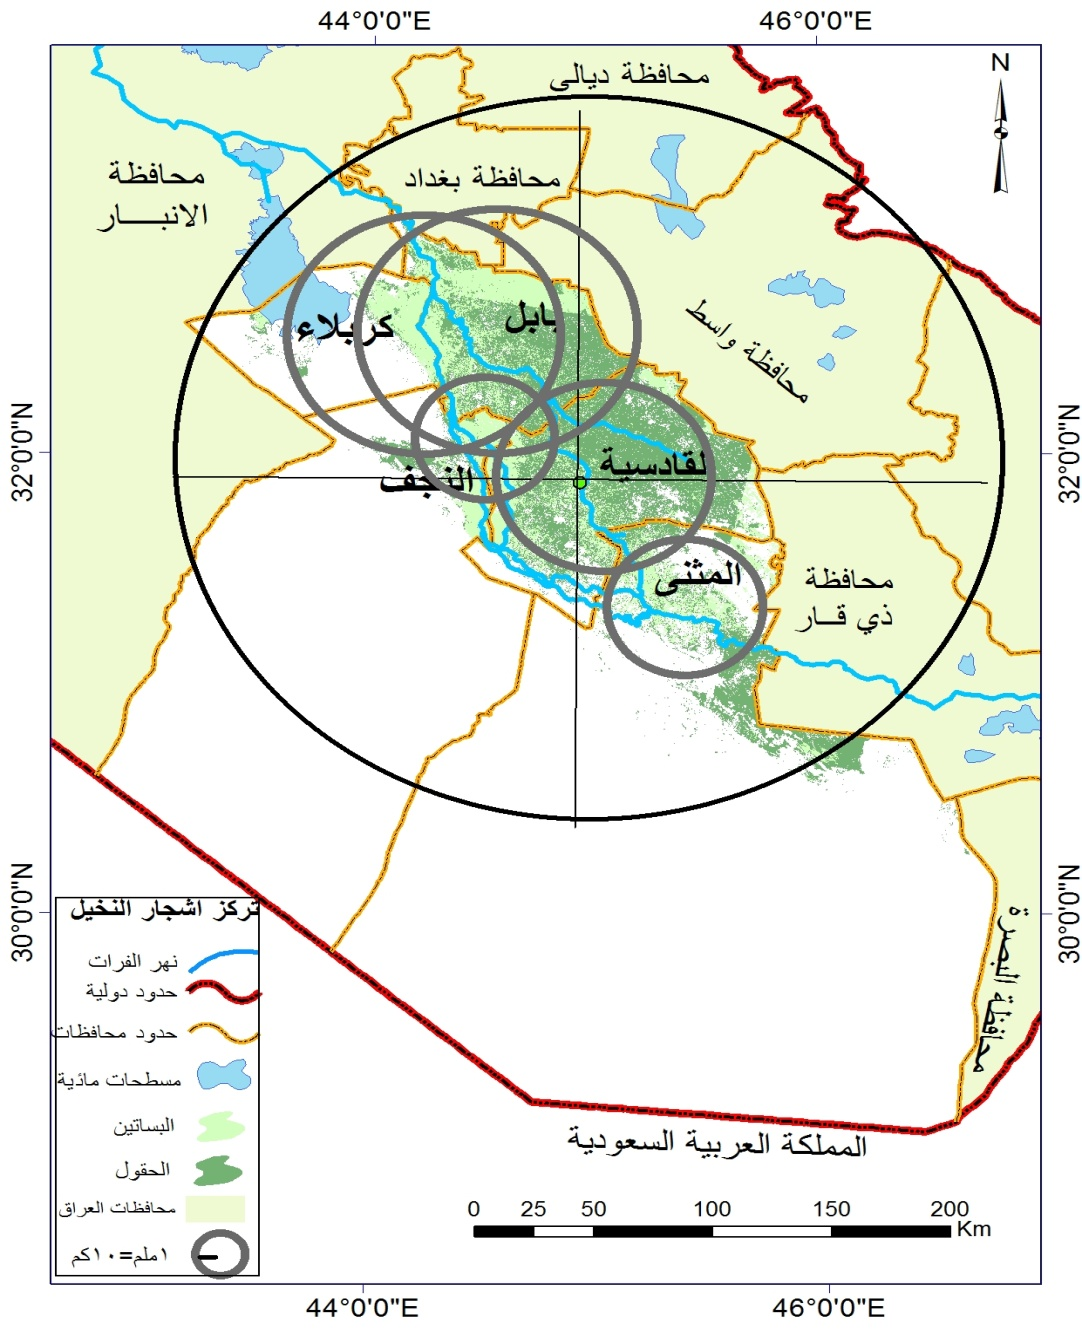 44°0'0"E 46°0'0"E
N
محافظة ديالى
محافظة
الانبـــــار
محافظة بغداد
محافظة واسط
كربلاء
بابل
32°0'0"N
32°0'0"N
لقادسية
النجف
المثنى
محافظة
ذي قـــار
30°0'0"N
30°0'0"N
محافظة البصرة
تركز اشجار النخيل
نهر الفرات
حدود دولية
حدود محافظات
مسطحات مائية
البساتين
الحقول
محافظات العراق
١ملم=١٠كم
المملكة العربية السعودية
0 25 50 100 150 200
Km
44°0'0"E 46°0'0"E